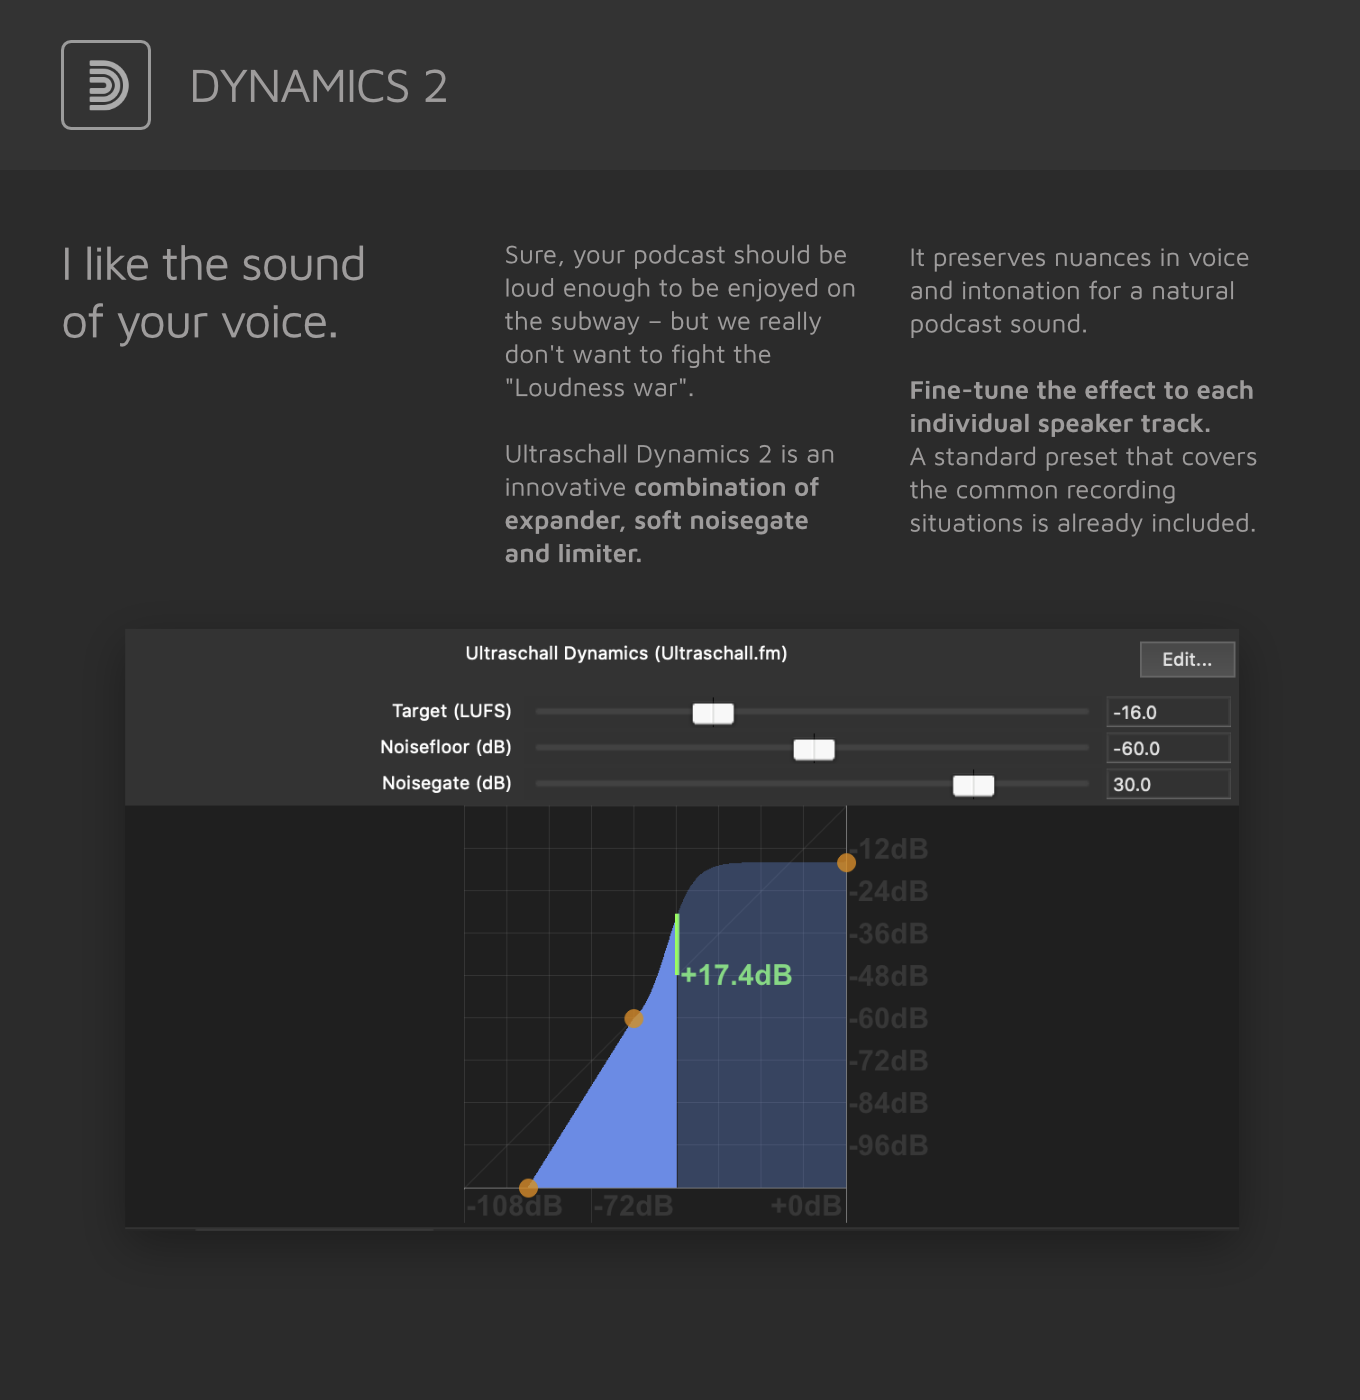 DYNAMICS 2
I like the sound
of your voice.
Sure, your podcast should be
loud enough to be enjoyed on
the subway – but we really
don't want to fight the
"Loudness war".
Ultraschall Dynamics 2 is an
innovative combination of
expander, soft noisegate
and limiter.
It preserves nuances in voice
and intonation for a natural
podcast sound.
Fine-tune the effect to each
individual speaker track.
A standard preset that covers
the common recording
situations is already included.
Ultraschall Dynamics (Ultraschall.fm)
Edit...
Target (LUFS)
-16.0
Noisefloor (dB)
-60.0
Noisegate (dB)
30.0
-12dB
-24dB
-36dB
+17.4dB
-48dB
-60dB
-72dB
-84dB
-96dB
-108dB
-72dB
+0dB